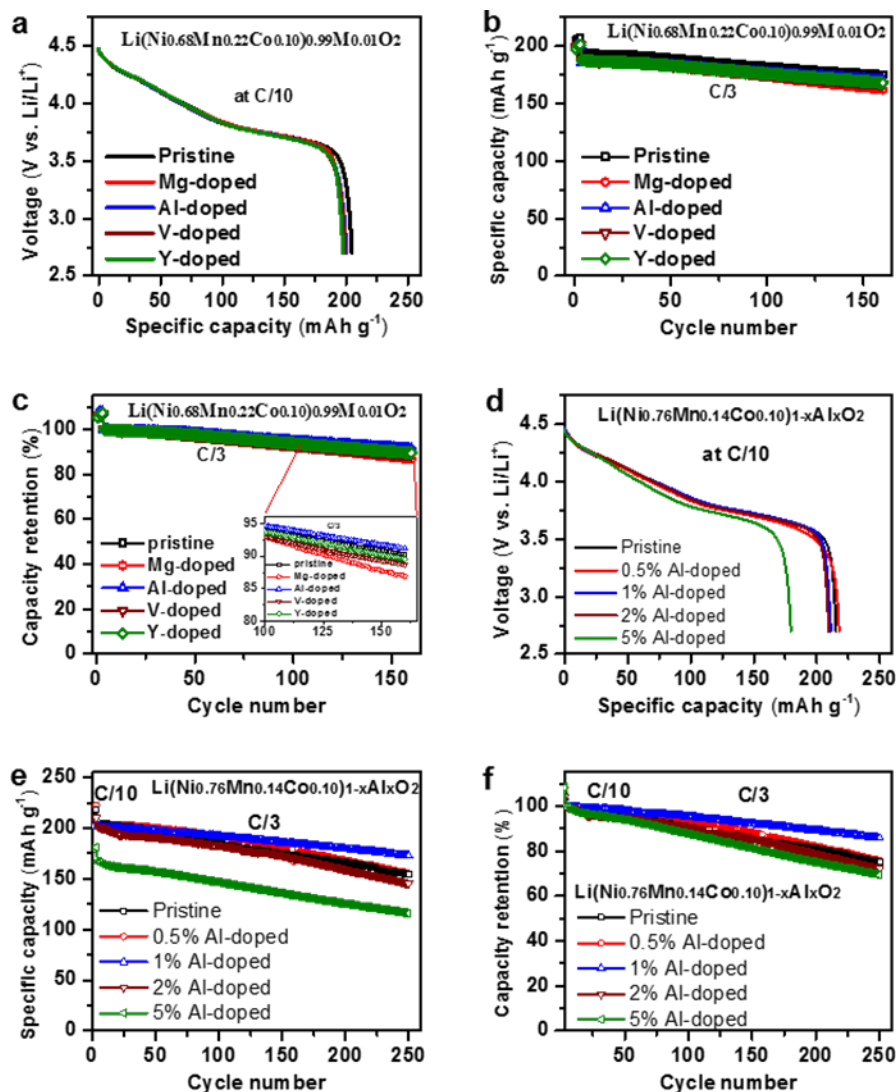 a
Li(Ni0.68Mn0.22Co0.10)0.99M0.01O2
at C/10
Pristine
Mg-doped
Al-doped
V-doped
Y-doped
4.5
4.0
3.5
3.0
2.5
0 50 100 150 200 250
Voltage (V vs. Li/Li⁺)
Specific capacity (mAh g⁻¹)
b
Li(Ni0.68Mn0.22Co0.10)0.99M0.01O2
C/3
Pristine
Mg-doped
Al-doped
V-doped
Y-doped
200
150
100
50
0
0 50 100 150
Specific capacity (mAh g⁻¹)
Cycle number
c
Li(Ni0.68Mn0.22Co0.10)0.99M0.01O2
C/3
pristine
Mg-doped
Al-doped
V-doped
Y-doped
100
80
60
40
20
0
0 50 100 150
Capacity retention (%)
Cycle number
C/3
95
90
85
80
100 125 150
pristine
Mg-doped
Al-doped
V-doped
Y-doped
d
Li(Ni0.76Mn0.14Co0.10)1-xAlxO2
at C/10
Pristine
0.5% Al-doped
1% Al-doped
2% Al-doped
5% Al-doped
4.5
4.0
3.5
3.0
2.5
0 50 100 150 200 250
Voltage (V vs. Li/Li⁺)
Specific capacity (mAh g⁻¹)
e
Li(Ni0.76Mn0.14Co0.10)1-xAlxO2
C/10
C/3
Pristine
0.5% Al-doped
1% Al-doped
2% Al-doped
5% Al-doped
250
200
150
100
50
0
0 50 100 150 200 250
Specific capacity (mAh g⁻¹)
Cycle number
f
C/10
C/3
Li(Ni0.76Mn0.14Co0.10)1-xAlxO2
Pristine
0.5% Al-doped
1% Al-doped
2% Al-doped
5% Al-doped
100
80
60
40
20
0
50 100 150 200 250
Capacity retention (%)
Cycle number